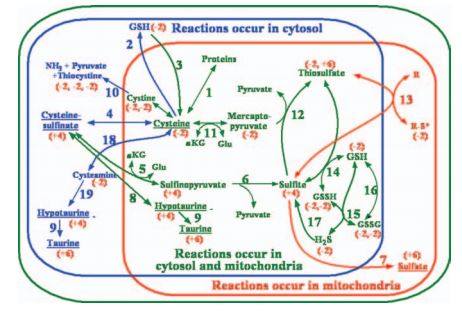 GSH (-2)
Reactions occur in cytosol
2
3
NH3 + Pyruvate
+Thiocystine
(-2, -2, -2)
10
Proteins
1
(-2, +6)
Thiosulfate
R
Cystine
(-2, -2)
Pyruvate
13
Cysteine-
sulfinate
(+4)
4
Cysteine
(-2)
11
αKG
Glu
Mercapto-
pyruvate
(-2)
12
R-S*
(-2)
18
αKG
5
Glu
14
(-2)
GSH
Cysteamine
(-2)
19
8
Sulfinopyruvate
6
Sulfite
(+4)
GSSH
(-2, -2)
16
Hypotaurine
(+4)
9
Taurine
(+6)
Hypotaurine
(+4)
9
Taurine
(+6)
Pyruvate
17
15
GSSG
(-2, -2)
H2S
(-2)
Reactions occur in
cytosol and mitochondria
7
(+6)
Sulfate
Reactions occur in mitochondria